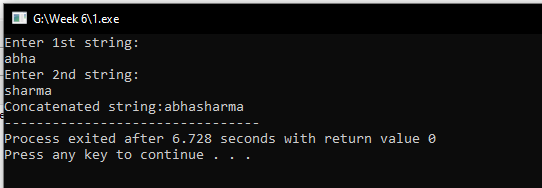 G:\Week 6\1.exe
Enter 1st string:
abha
Enter 2nd string:
sharma
Concatenated string:abhasharma
--------------------------------
Process exited after 6.728 seconds with return value 0
Press any key to continue . . .